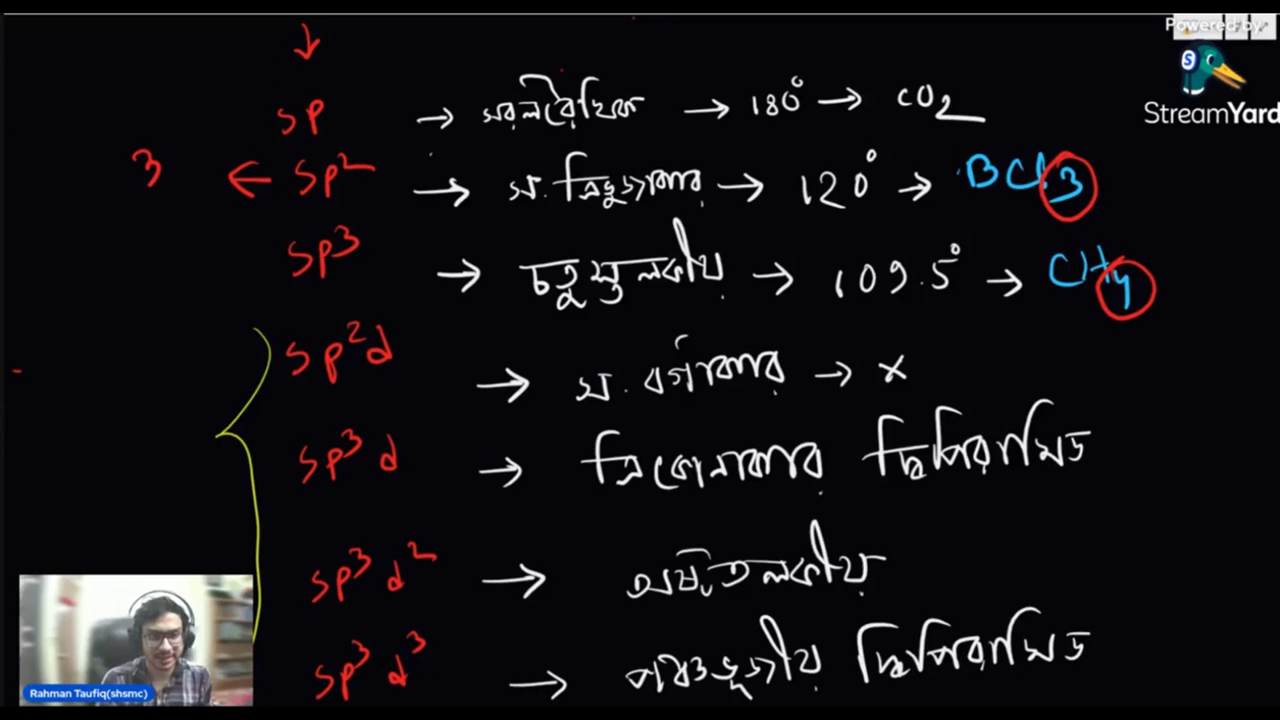 Powered by
StreamYard
↓
sp → সরলরৈখিক → 180° → CO2
3 ← sp2 → স. ত্রিভুজাকার → 120° → BCl3
sp3 → চতুস্তলকীয় → 109.5° → CH4
sp2d → স. বর্গাকার → ×
sp3d → ত্রিকোনাকার দ্বিপিরামিড
sp3d2 → অষ্টতলকীয়
sp3d3 → পঞ্চভূজীয় দ্বিপিরামিড
Rahman Taufiq(shsmc)